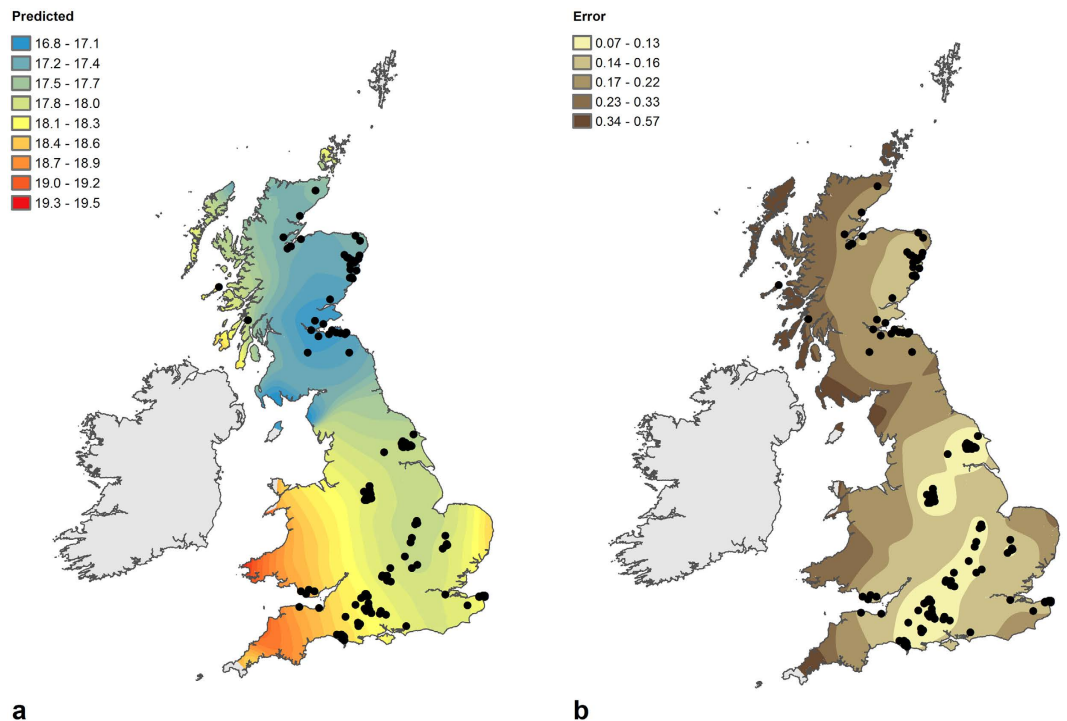 Predicted
16.8 - 17.1
17.2 - 17.4
17.5 - 17.7
17.8 - 18.0
18.1 - 18.3
18.4 - 18.6
18.7 - 18.9
19.0 - 19.2
19.3 - 19.5
a
Error
0.07 - 0.13
0.14 - 0.16
0.17 - 0.22
0.23 - 0.33
0.34 - 0.57
b